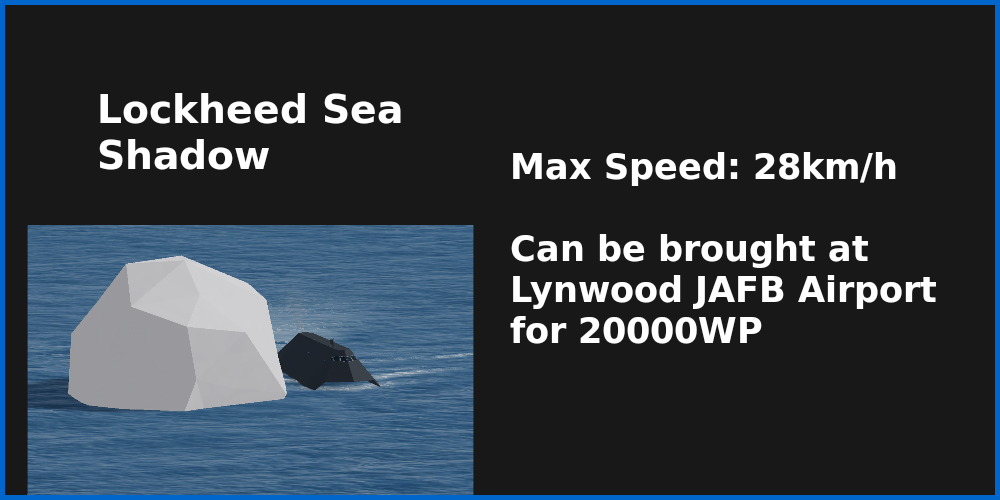 Lockheed Sea
Shadow
Max Speed: 28km/h
Can be brought at
Lynwood JAFB Airport
for 20000WP